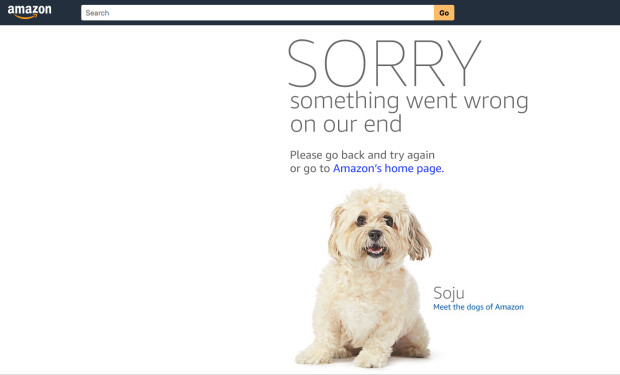 amazon
Search
Go
SORRY
something went wrong
on our end
Please go back and try again
or go to Amazon's home page.
Soju
Meet the dogs of Amazon